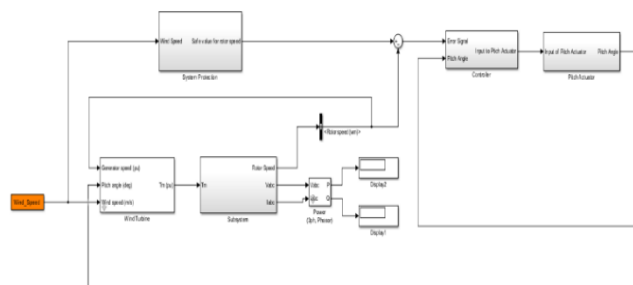 Wind Speed
Safe value for rotor speed
System Protection
Error Signal
Pitch Angle
Input to Pitch Actuator
Controller
Input of Pitch Actuator
Pitch Angle
Pitch Actuator
<Rotor speed (wm)>
Generator speed (pu)
Pitch angle (deg)
Wind speed (m/s)
Tm (pu)
Wind Turbine
Wind_Speed
Tm
Rotor Speed
Vabc
Iabc
Subsystem
Vabc
Iabc
P
Q
Power
(3ph, Phasor)
Display2
Display1